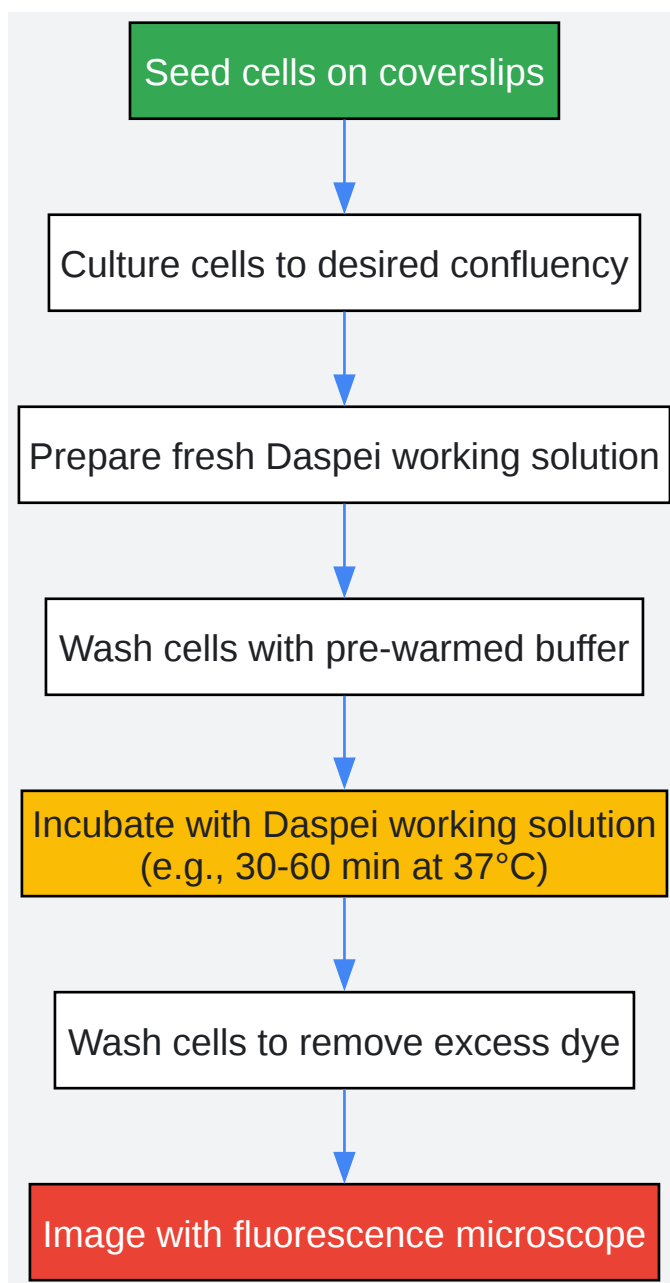 Seed cells on coverslips
Culture cells to desired confluency
Prepare fresh Daspei working solution
Wash cells with pre-warmed buffer
Incubate with Daspei working solution
(e.g., 30-60 min at 37°C)
Wash cells to remove excess dye
Image with fluorescence microscope